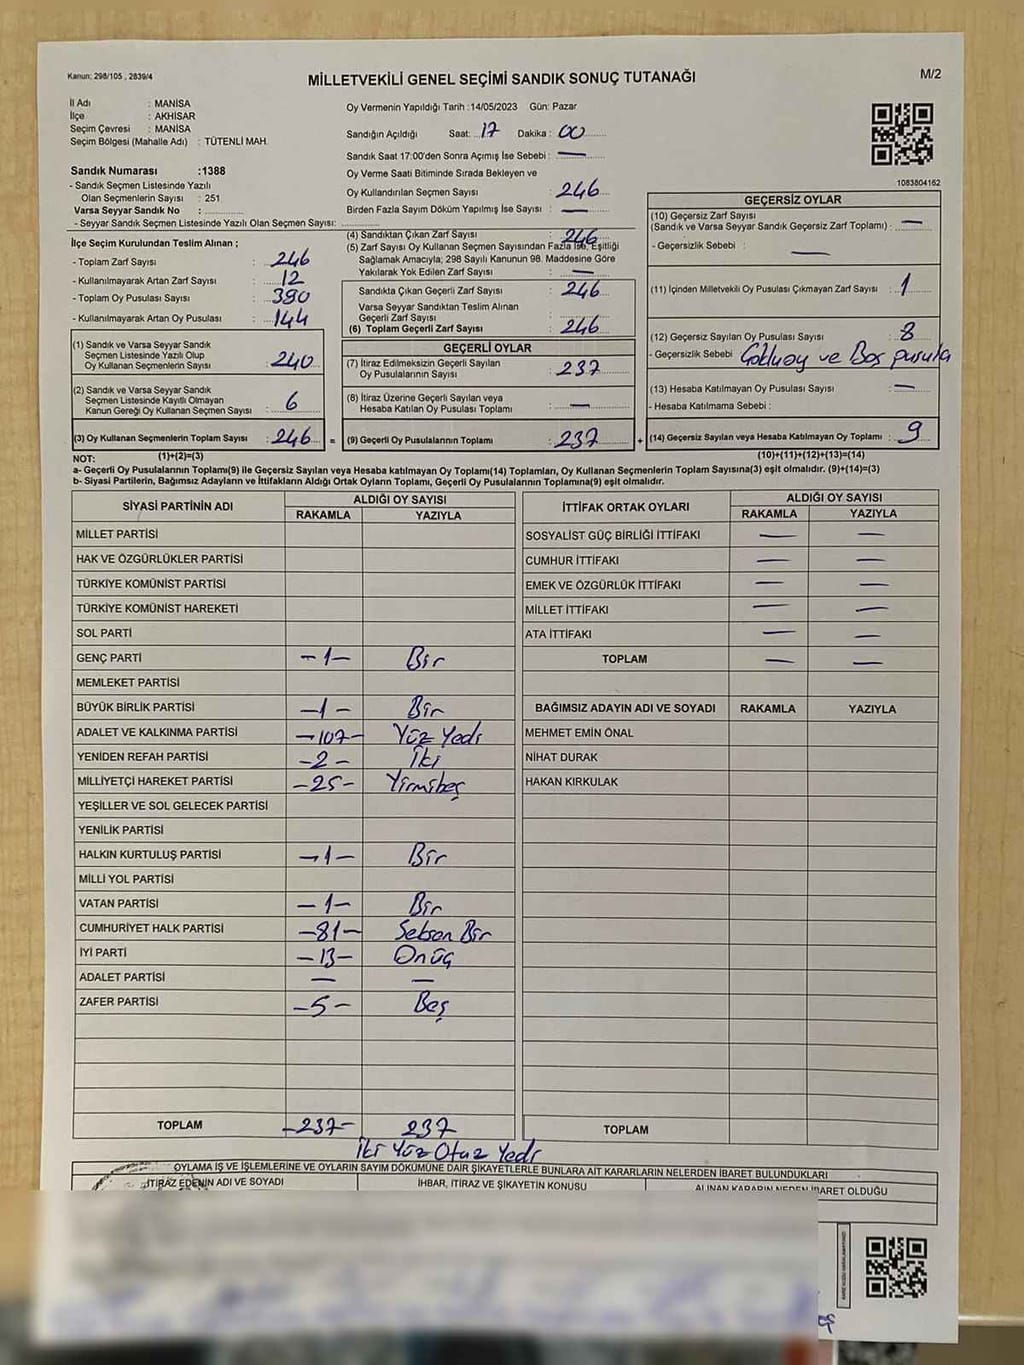 Kanun: 298/105 , 2839/4
MİLLETVEKİLİ GENEL SEÇİMİ SANDIK SONUÇ TUTANAĞI
M/2
İl Adı : MANİSA
İlçe : AKHİSAR
Seçim Çevresi : MANİSA
Seçim Bölgesi (Mahalle Adı) : TÜTENLİ MAH.
Sandık Numarası :1388
- Sandık Seçmen Listesinde Yazılı
Olan Seçmenlerin Sayısı : 251
Varsa Seyyar Sandık No :
- Seyyar Sandık Seçmen Listesinde Yazılı Olan Seçmen Sayısı:
Oy Vermenin Yapıldığı Tarih :14/05/2023 Gün: Pazar
Sandığın Açıldığı Saat: 17 Dakika : 00
Sandık Saat 17:00'den Sonra Açımış İse Sebebi : —
Oy Verme Saati Bitiminde Sırada Bekleyen ve
Oy Kullandırılan Seçmen Sayısı 246
Birden Fazla Sayım Döküm Yapılmış İse Sayısı : —
1083804162
İlçe Seçim Kurulundan Teslim Alınan ;
- Toplam Zarf Sayısı : 246
- Kullanılmayarak Artan Zarf Sayısı : 12
- Toplam Oy Pusulası Sayısı : 390
- Kullanılmayarak Artan Oy Pusulası : 144
(1) Sandık ve Varsa Seyyar Sandık
Seçmen Listesinde Yazılı Olup
Oy Kullanan Seçmenlerin Sayısı : 240
(2) Sandık ve Varsa Seyyar Sandık
Seçmen Listesinde Kayıtlı Olmayan
Kanun Gereği Oy Kullanan Seçmen Sayısı : 6
(3) Oy Kullanan Seçmenlerin Toplam Sayısı : 246
(4) Sandıktan Çıkan Zarf Sayısı : 246
(5) Zarf Sayısı Oy Kullanan Seçmen Sayısından Fazla İse, Eşitliği
Sağlamak Amacıyla; 298 Sayılı Kanunun 98. Maddesine Göre
Yakılarak Yok Edilen Zarf Sayısı : —
Sandıkta Çıkan Geçerli Zarf Sayısı : 246
Varsa Seyyar Sandıktan Teslim Alınan
Geçerli Zarf Sayısı :
(6) Toplam Geçerli Zarf Sayısı : 246
GEÇERLİ OYLAR
(7) İtiraz Edilmeksizin Geçerli Sayılan
Oy Pusulalarının Sayısı : 237
(8) İtiraz Üzerine Geçerli Sayılan veya
Hesaba Katılan Oy Pusulası Toplamı : —
= (9) Geçerli Oy Pusulalarının Toplamı : 237
GEÇERSİZ OYLAR
(10) Geçersiz Zarf Sayısı
(Sandık ve Varsa Seyyar Sandık Geçersiz Zarf Toplamı) : —
- Geçersizlik Sebebi : —
(11) İçinden Milletvekili Oy Pusulası Çıkmayan Zarf Sayısı : 1
(12) Geçersiz Sayılan Oy Pusulası Sayısı : 8
- Geçersizlik Sebebi : Çokluoy ve Boş pusula
(13) Hesaba Katılmayan Oy Pusulası Sayısı : —
- Hesaba Katılmama Sebebi :
+ (14) Geçersiz Sayılan veya Hesaba Katılmayan Oy Toplamı : 9
NOT: (1)+(2)=(3)
(10)+(11)+(12)+(13)=(14)
a- Geçerli Oy Pusulalarının Toplamı(9) ile Geçersiz Sayılan veya Hesaba katılmayan Oy Toplamı(14) Toplamları, Oy Kullanan Seçmenlerin Toplam Sayısına(3) eşit olmalıdır. (9)+(14)=(3)
b- Siyasi Partilerin, Bağımsız Adayların ve İttifakların Aldığı Ortak Oyların Toplamı, Geçerli Oy Pusulalarının Toplamına(9) eşit olmalıdır.
SİYASİ PARTİNİN ADI ALDIĞI OY SAYISI
RAKAMLA YAZIYLA
MİLLET PARTİSİ
HAK VE ÖZGÜRLÜKLER PARTİSİ
TÜRKİYE KOMÜNİST PARTİSİ
TÜRKİYE KOMÜNİST HAREKETİ
SOL PARTİ
GENÇ PARTİ -1- Bir
MEMLEKET PARTİSİ
BÜYÜK BİRLİK PARTİSİ -1- Bir
ADALET VE KALKINMA PARTİSİ -107- Yüz Yedi
YENİDEN REFAH PARTİSİ -2- İki
MİLLİYETÇİ HAREKET PARTİSİ -25- Yirmibeş
YEŞİLLER VE SOL GELECEK PARTİSİ
YENİLİK PARTİSİ
HALKIN KURTULUŞ PARTİSİ -1- Bir
MİLLİ YOL PARTİSİ
VATAN PARTİSİ -1- Bir
CUMHURİYET HALK PARTİSİ -81- Seksen Bir
İYİ PARTİ -13- Onüç
ADALET PARTİSİ — —
ZAFER PARTİSİ -5- Beş
TOPLAM -237- 237
İki Yüz Otuz Yedi
İTTİFAK ORTAK OYLARI ALDIĞI OY SAYISI
RAKAMLA YAZIYLA
SOSYALİST GÜÇ BİRLİĞİ İTTİFAKI — —
CUMHUR İTTİFAKI — —
EMEK VE ÖZGÜRLÜK İTTİFAKI — —
MİLLET İTTİFAKI — —
ATA İTTİFAKI — —
TOPLAM — —
BAĞIMSIZ ADAYIN ADI VE SOYADI RAKAMLA YAZIYLA
MEHMET EMİN ÖNAL
NİHAT DURAK
HAKAN KIRKULAK
TOPLAM
OYLAMA İŞ VE İŞLEMLERİNE VE OYLARIN SAYIM DÖKÜMÜNE DAİR ŞİKAYETLERLE BUNLARA AİT KARARLARIN NELERDEN İBARET BULUNDUKLARI
İTİRAZ EDENİN ADI VE SOYADI İHBAR, İTİRAZ VE ŞİKAYETİN KONUSU ALINAN KARARIN NEDEN İBARET OLDUĞU